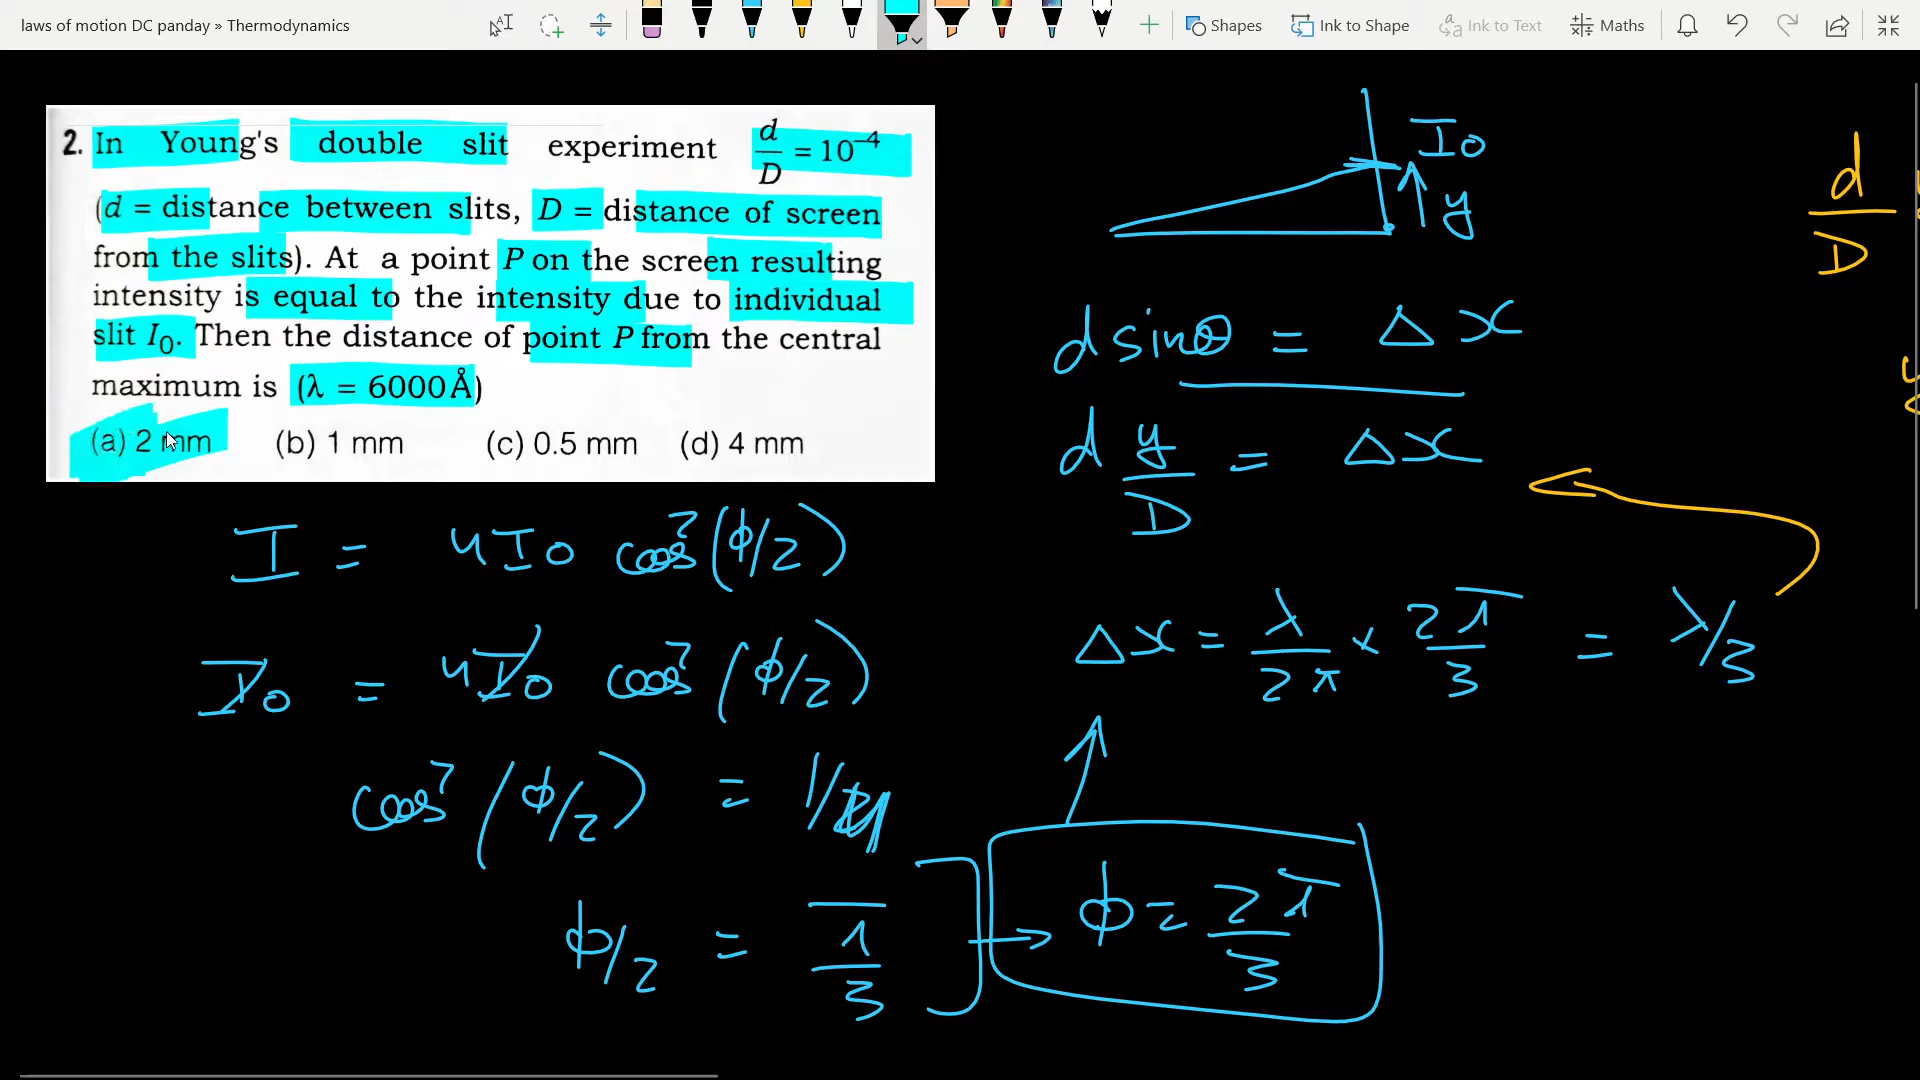 laws of motion DC panday » Thermodynamics
Shapes
Ink to Shape
Ink to Text
Maths
2. In Young's double slit experiment d/D = 10⁻⁴
(d = distance between slits, D = distance of screen
from the slits). At a point P on the screen resulting
intensity is equal to the intensity due to individual
slit I₀. Then the distance of point P from the central
maximum is (λ = 6000Å)
(a) 2 mm (b) 1 mm (c) 0.5 mm (d) 4 mm
I = 4I0 cos²(ϕ/2)
I0 = 4I0 cos²(ϕ/2)
cos²(ϕ/2) = 1/4
ϕ/2 = π/3
ϕ = 2π/3
I0
y
d sinθ = Δx
d y/D = Δx
Δx = λ/2π × 2π/3 = λ/3
d/D